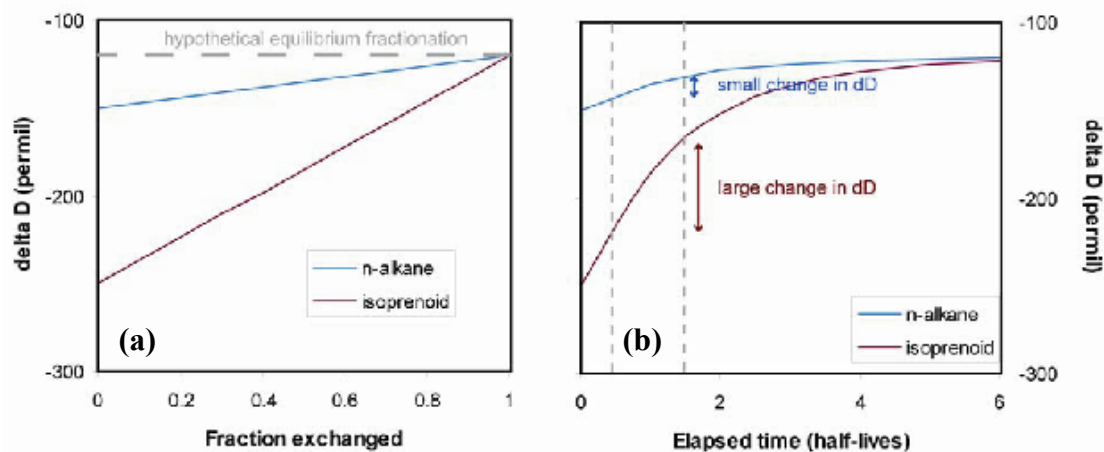 -100
-200
-300
delta D (permil)
hypothetical equilibrium fractionation
n-alkane
isoprenoid
(a)
0 0.2 0.4 0.6 0.8 1
Fraction exchanged
small change in dD
large change in dD
n-alkane
isoprenoid
(b)
0 2 4 6
Elapsed time (half-lives)
-100
-200
-300
delta D
(permil)